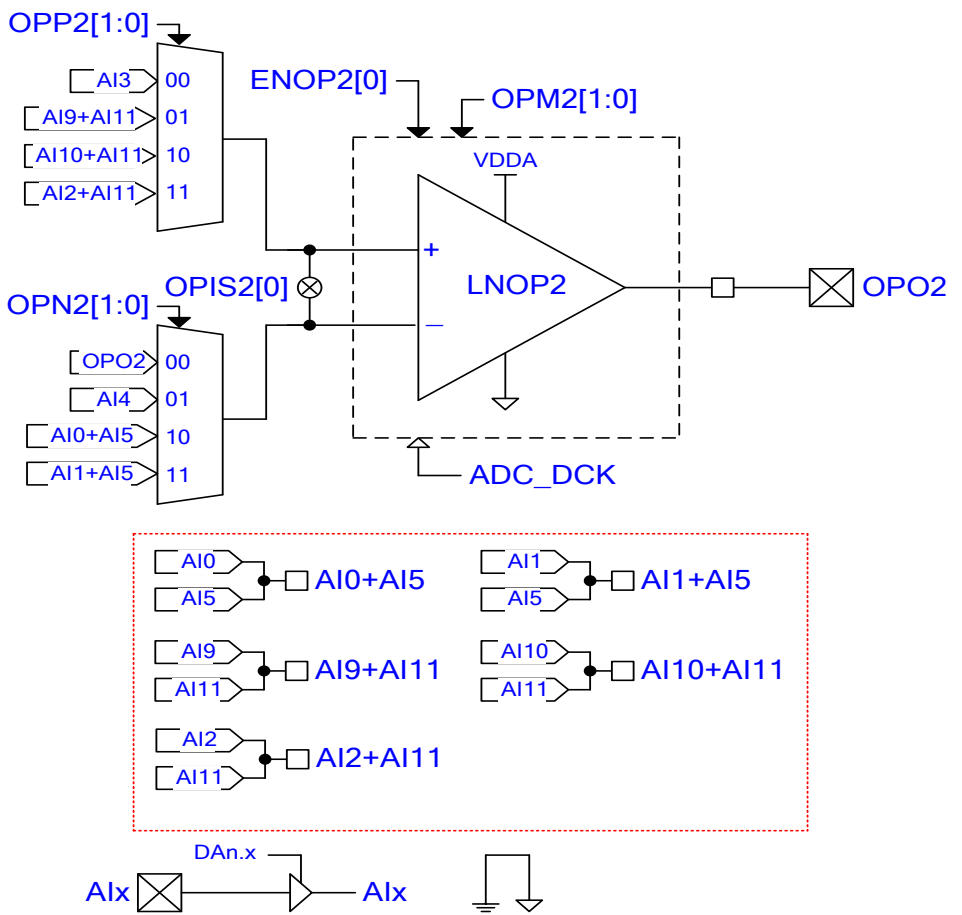 OPP2[1:0]
AI3 00
AI9+AI11 01
AI10+AI11 10
AI2+AI11 11
ENOP2[0]
OPM2[1:0]
VDDA
+
LNOP2
−
OPO2
OPIS2[0]
OPN2[1:0]
OPO2 00
AI4 01
AI0+AI5 10
AI1+AI5 11
ADC_DCK
AI0
AI5
AI0+AI5
AI1
AI5
AI1+AI5
AI9
AI11
AI9+AI11
AI10
AI11
AI10+AI11
AI2
AI11
AI2+AI11
DAn.x
AIx
AIx